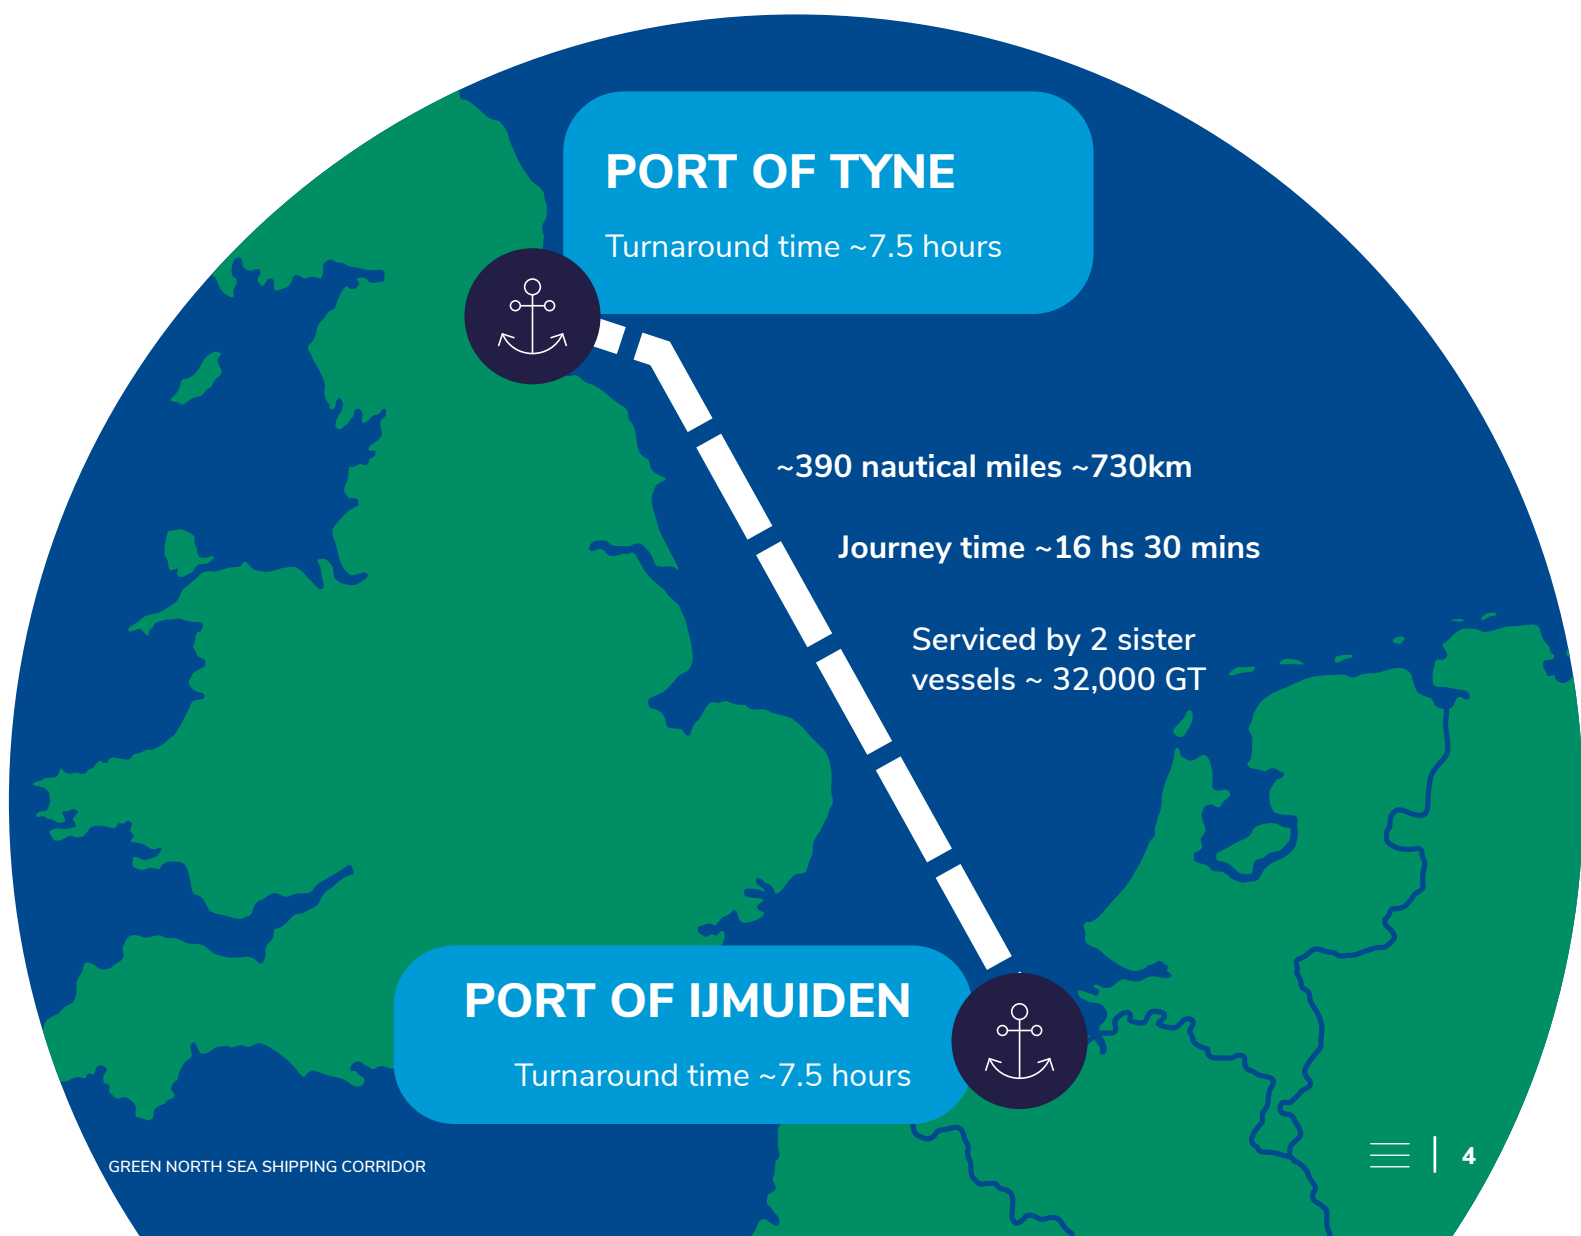 PORT OF TYNE
Turnaround time ~7.5 hours
~390 nautical miles ~730km
Journey time ~16 hs 30 mins
Serviced by 2 sister
vessels ~ 32,000 GT
PORT OF IJMUIDEN
Turnaround time ~7.5 hours
GREEN NORTH SEA SHIPPING CORRIDOR
4